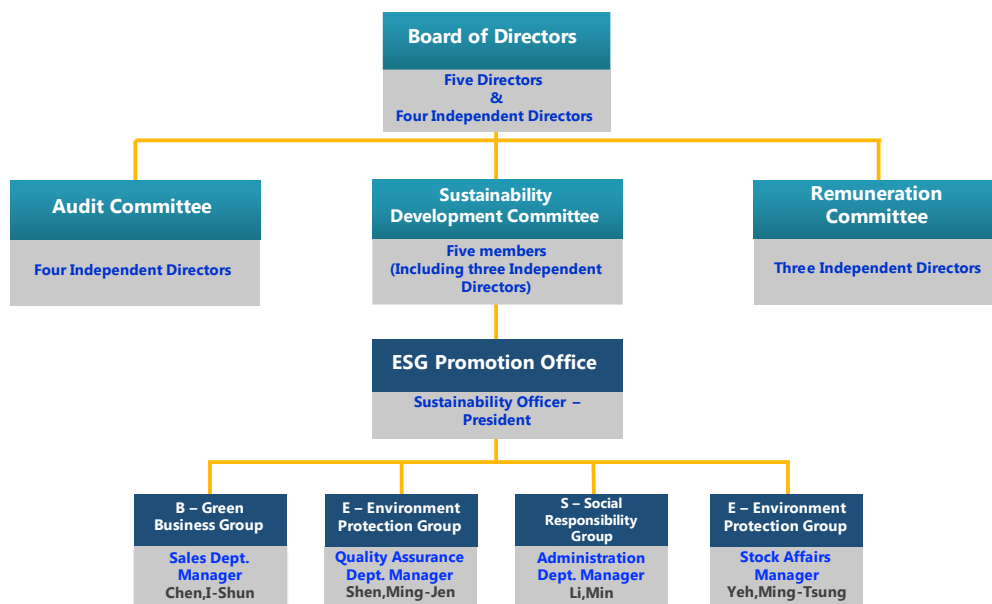 Board of Directors
Five Directors
&
Four Independent Directors
Audit Committee
Four Independent Directors
Sustainability
Development Committee
Five members
(Including three Independent
Directors)
Remuneration
Committee
Three Independent Directors
ESG Promotion Office
Sustainability Officer –
President
B – Green
Business Group
Sales Dept.
Manager
Chen,I-Shun
E – Environment
Protection Group
Quality Assurance
Dept. Manager
Shen,Ming-Jen
S – Social
Responsibility
Group
Administration
Dept. Manager
Li,Min
E – Environment
Protection Group
Stock Affairs
Manager
Yeh,Ming-Tsung